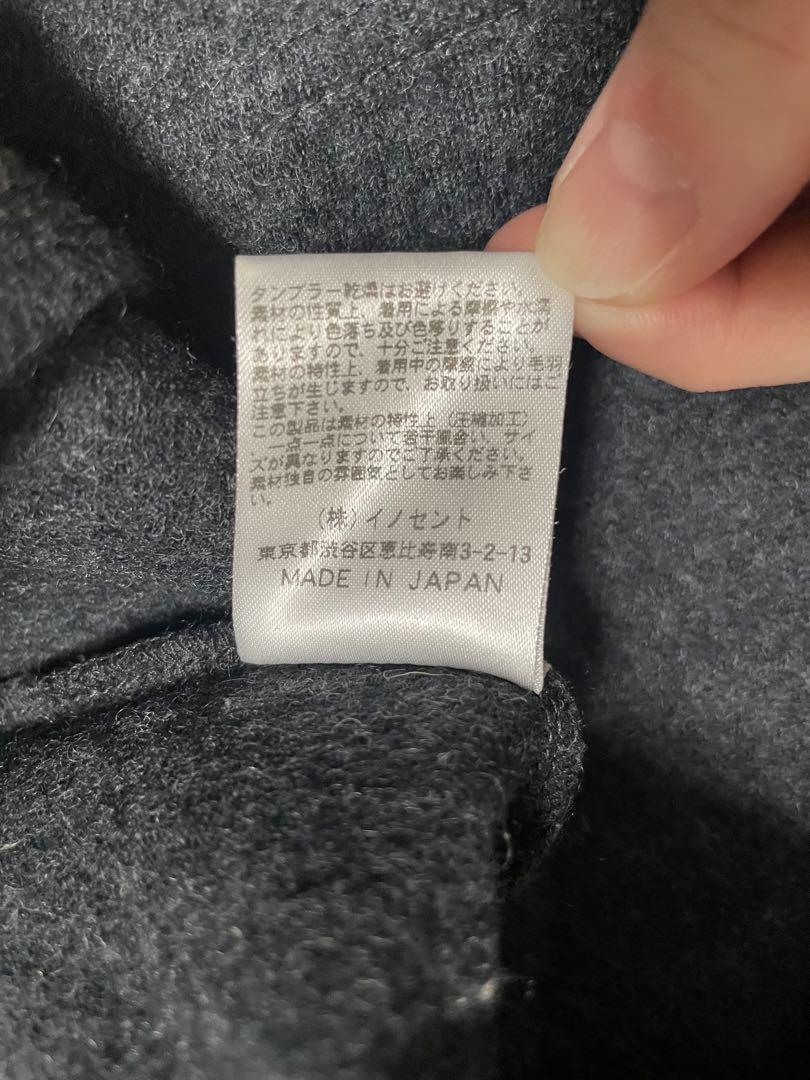 タンブラー乾燥はお避けください。
素材の性質上、着用による摩擦や水濡
れにより色落ち及び色移りすることが
ありますので、十分ご注意ください。
素材の特性上、着用中の摩擦により毛羽
立ちが生じますので、お取り扱いにはご
注意下さい。
この製品は素材の特性上（圧縮加工）
一点一点について若干風合い、サイ
ズが異なりますのでご了承ください。
素材独自の雰囲気としてお楽しみ下さ
い。
（株）イノセント
東京都渋谷区恵比寿南3-2-13
MADE IN JAPAN